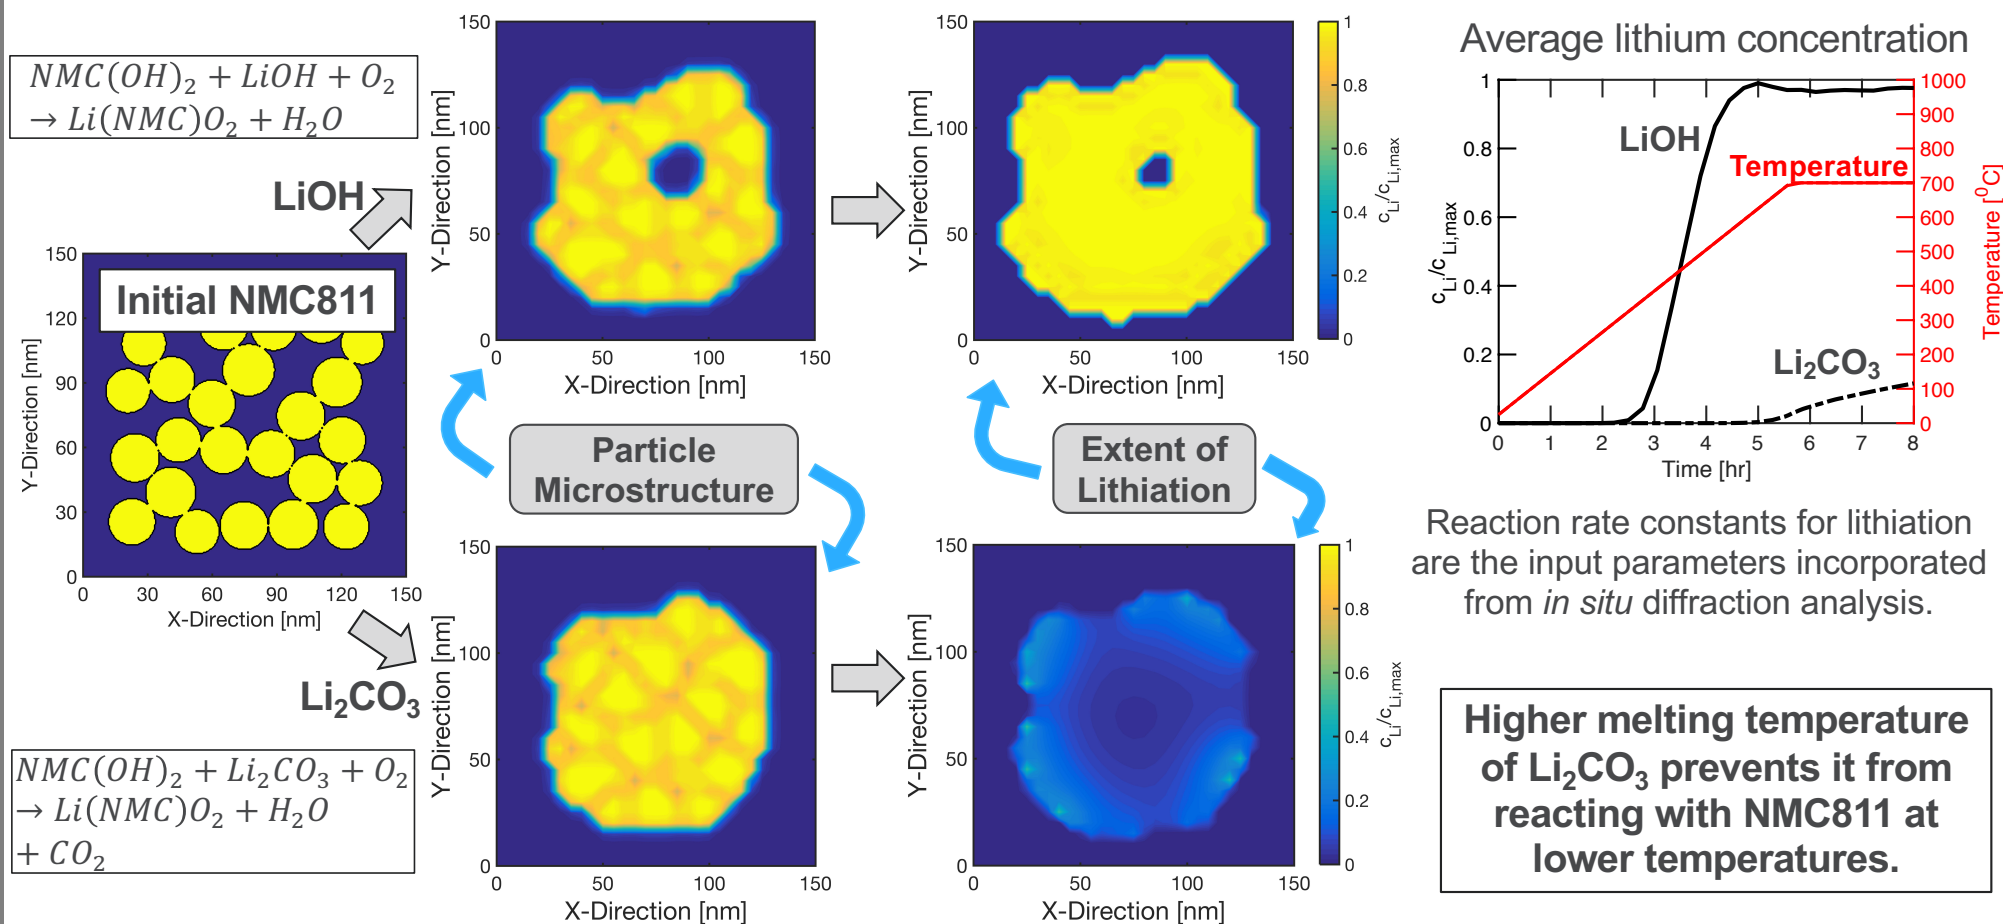 NMC(OH)₂ + LiOH + O₂
→ Li(NMC)O₂ + H₂O
LiOH
150
Initial NMC811
120
90
60
30
0
0 30 60 90 120 150
X-Direction [nm]
Y-Direction [nm]
Li₂CO₃
NMC(OH)₂ + Li₂CO₃ + O₂
→ Li(NMC)O₂ + H₂O
+ CO₂
150
100
50
0
0 50 100 150
X-Direction [nm]
Y-Direction [nm]
150
100
50
0
0 50 100 150
X-Direction [nm]
Y-Direction [nm]
1
0.8
0.6
0.4
0.2
0
c_Li/c_Li,max
Particle
Microstructure
Extent of
Lithiation
150
100
50
0
0 50 100 150
X-Direction [nm]
Y-Direction [nm]
150
100
50
0
0 50 100 150
X-Direction [nm]
Y-Direction [nm]
1
0.8
0.6
0.4
0.2
0
c_Li/c_Li,max
Average lithium concentration
1
0.8
0.6
0.4
0.2
0
c_Li/c_Li,max
LiOH
Temperature
Li₂CO₃
1000
900
800
700
600
500
400
300
200
100
0
Temperature [⁰C]
0 1 2 3 4 5 6 7 8
Time [hr]
Reaction rate constants for lithiation
are the input parameters incorporated
from in situ diffraction analysis.
Higher melting temperature
of Li₂CO₃ prevents it from
reacting with NMC811 at
lower temperatures.